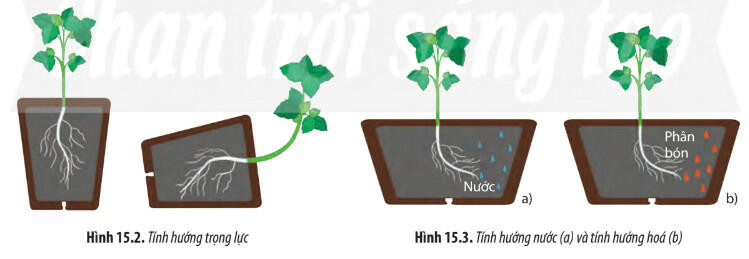 Chân trời sáng tạo
Nước
a)
Phân
bón
b)
Hình 15.2. Tính hướng trọng lực
Hình 15.3. Tính hướng nước (a) và tính hướng hoá (b)